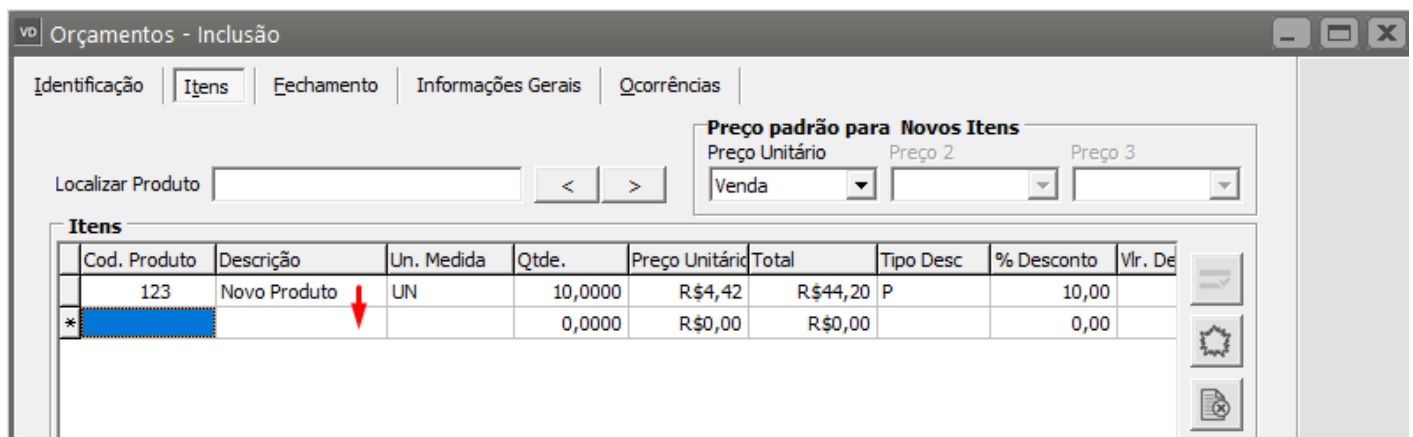 VD Orçamentos - Inclusão
Identificação Itens Fechamento Informações Gerais Ocorrências
Preço padrão para Novos Itens
Preço Unitário Preço 2 Preço 3
Localizar Produto < > Venda
Itens
Cod. Produto Descrição Un. Medida Qtde. Preço Unitário Total Tipo Desc % Desconto Vlr. De
123 Novo Produto UN 10,0000 R$4,42 R$44,20 P 10,00
* 0,0000 R$0,00 R$0,00 0,00